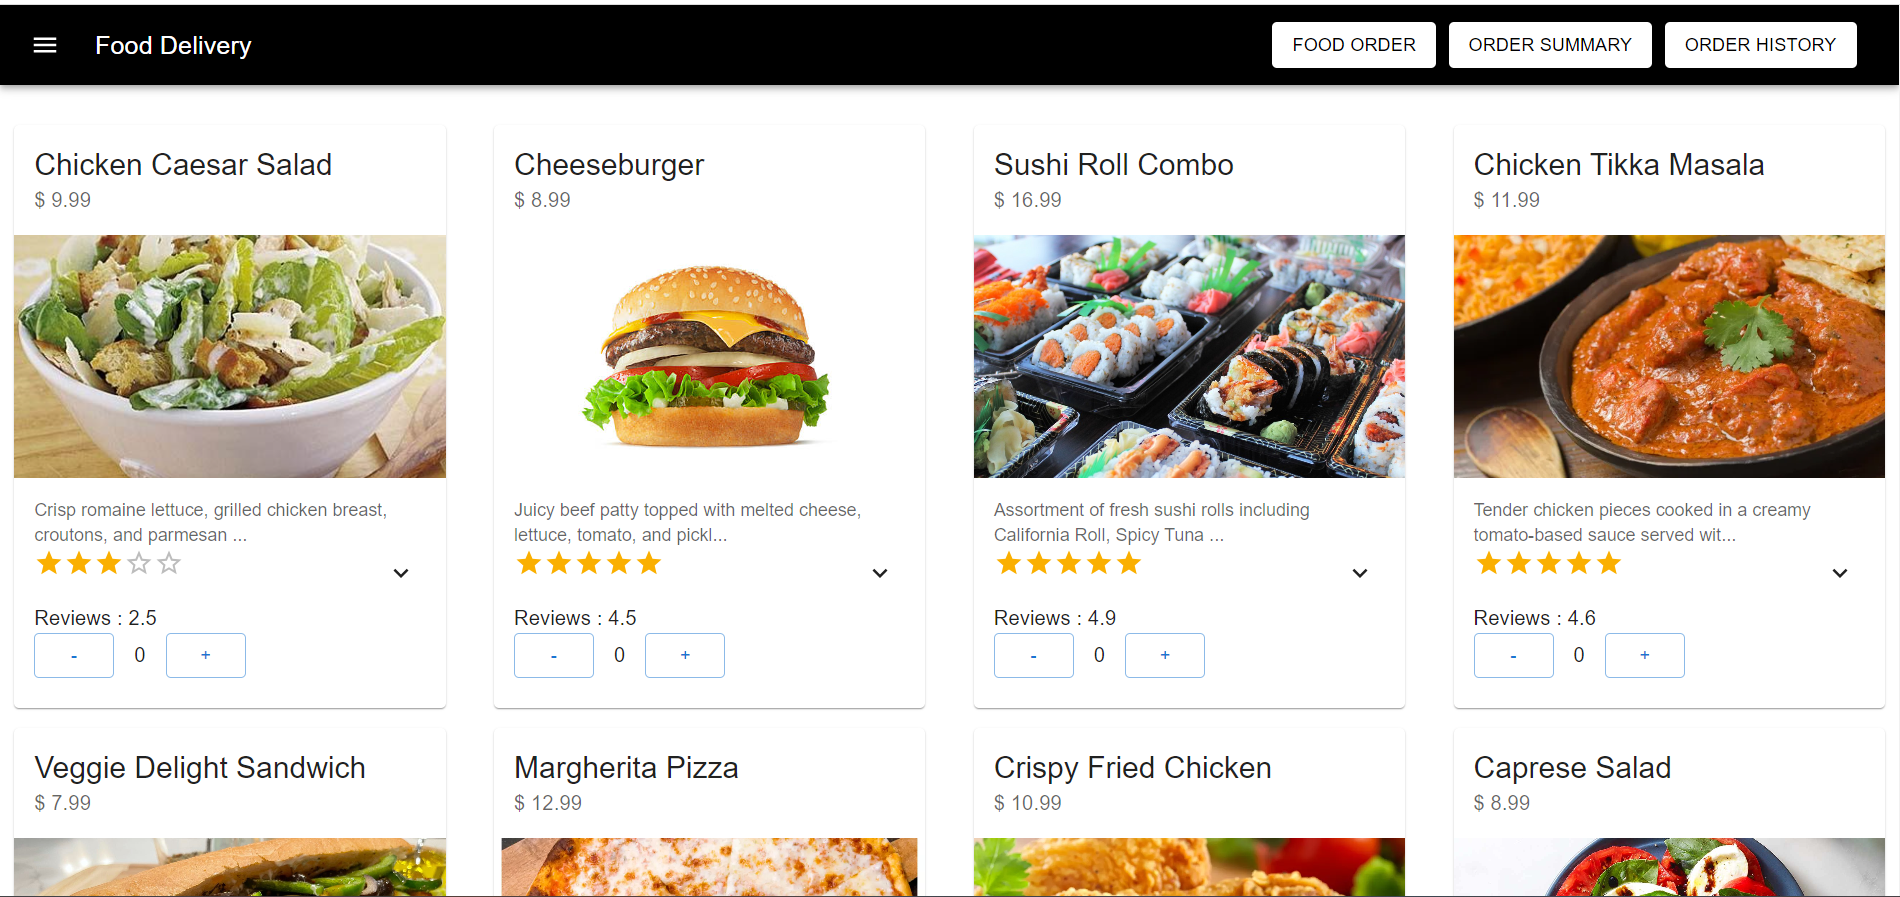 Food Delivery
FOOD ORDER
ORDER SUMMARY
ORDER HISTORY
Chicken Caesar Salad
$ 9.99
Crisp romaine lettuce, grilled chicken breast,
croutons, and parmesan ...
Reviews : 2.5
- 0 +
Cheeseburger
$ 8.99
Juicy beef patty topped with melted cheese,
lettuce, tomato, and pickl...
Reviews : 4.5
- 0 +
Sushi Roll Combo
$ 16.99
Assortment of fresh sushi rolls including
California Roll, Spicy Tuna ...
Reviews : 4.9
- 0 +
Chicken Tikka Masala
$ 11.99
Tender chicken pieces cooked in a creamy
tomato-based sauce served wit...
Reviews : 4.6
- 0 +
Veggie Delight Sandwich
$ 7.99
Margherita Pizza
$ 12.99
Crispy Fried Chicken
$ 10.99
Caprese Salad
$ 8.99